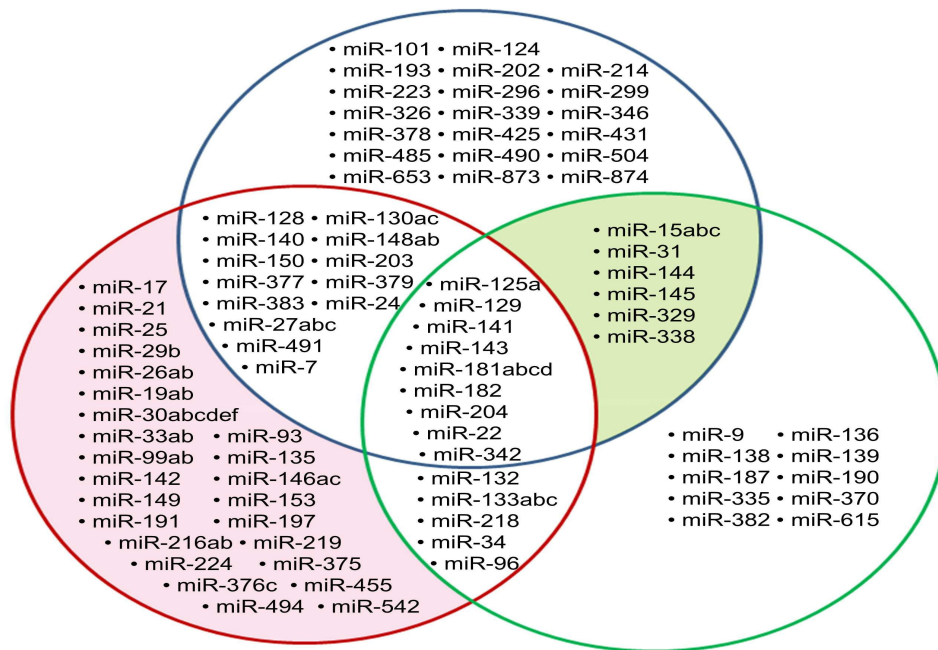 • miR-101 • miR-124
• miR-193 • miR-202 • miR-214
• miR-223 • miR-296 • miR-299
• miR-326 • miR-339 • miR-346
• miR-378 • miR-425 • miR-431
• miR-485 • miR-490 • miR-504
• miR-653 • miR-873 • miR-874
• miR-128 • miR-130ac
• miR-140 • miR-148ab
• miR-150 • miR-203
• miR-377 • miR-379
• miR-383 • miR-24
• miR-27abc
• miR-491
• miR-7
• miR-15abc
• miR-31
• miR-144
• miR-145
• miR-329
• miR-338
• miR-125a
• miR-129
• miR-141
• miR-143
• miR-181abcd
• miR-182
• miR-204
• miR-22
• miR-342
• miR-132
• miR-133abc
• miR-218
• miR-34
• miR-96
• miR-17
• miR-21
• miR-25
• miR-29b
• miR-26ab
• miR-19ab
• miR-30abcdef
• miR-33ab • miR-93
• miR-99ab • miR-135
• miR-142 • miR-146ac
• miR-149 • miR-153
• miR-191 • miR-197
• miR-216ab • miR-219
• miR-224 • miR-375
• miR-376c • miR-455
• miR-494 • miR-542
• miR-9 • miR-136
• miR-138 • miR-139
• miR-187 • miR-190
• miR-335 • miR-370
• miR-382 • miR-615